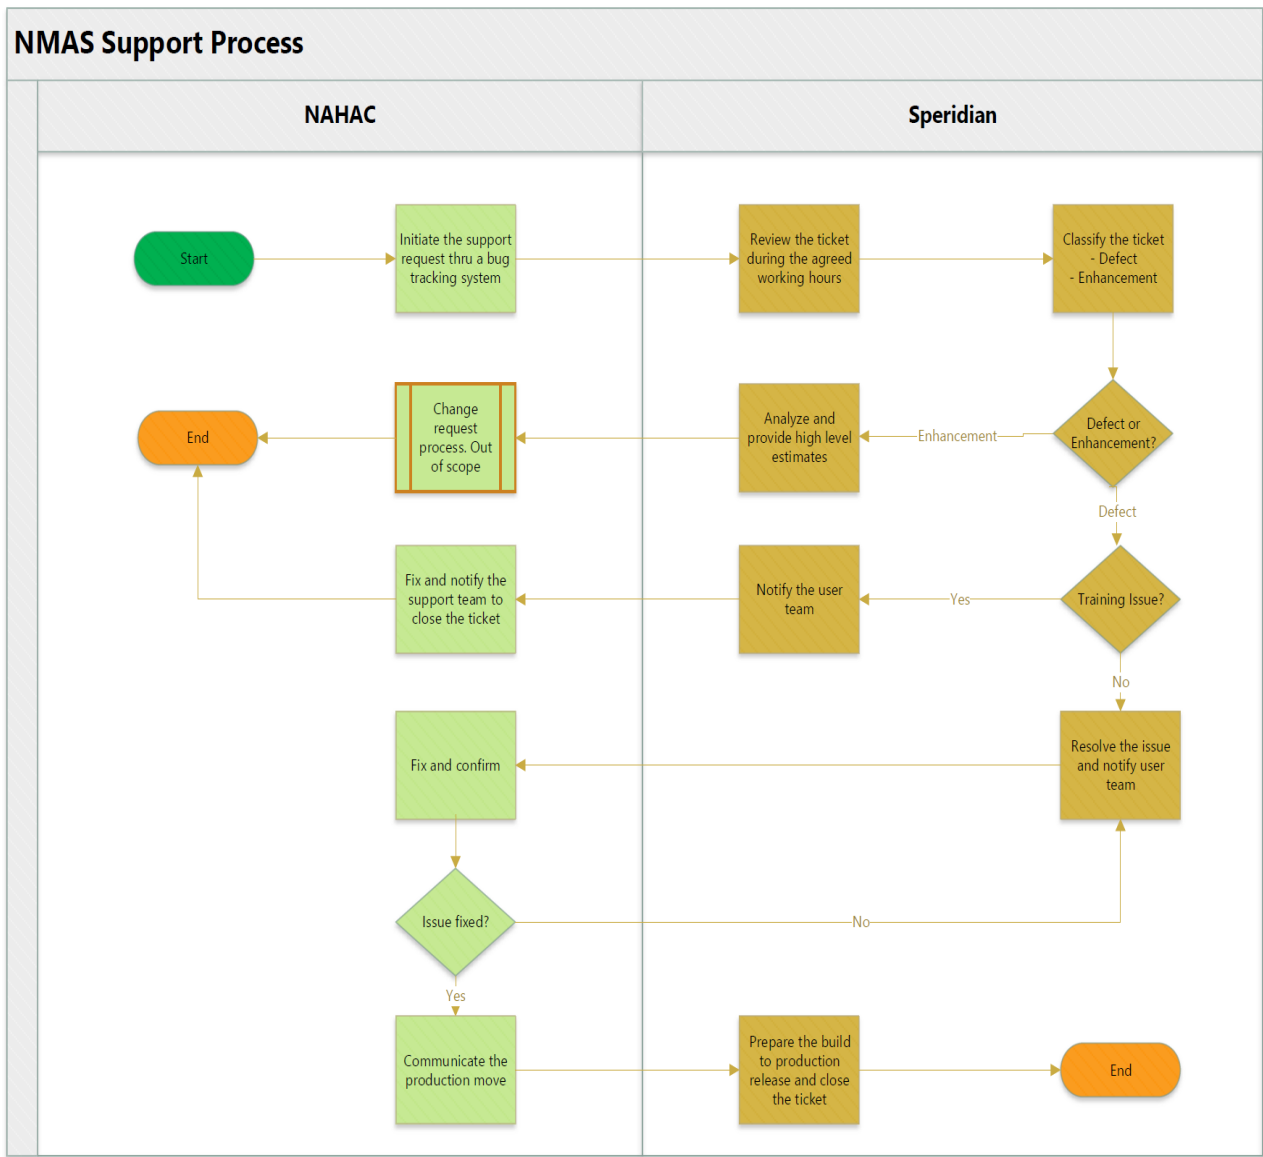 NMAS Support Process
NAHAC
Speridian
Start
Initiate the support
request thru a bug
tracking system
Review the ticket
during the agreed
working hours
Classify the ticket
- Defect
- Enhancement
End
Change
request
process. Out
of scope
Analyze and
provide high level
estimates
Enhancement
Defect or
Enhancement?
Defect
Fix and notify the
support team to
close the ticket
Notify the user
team
Yes
Training Issue?
No
Fix and confirm
Resolve the issue
and notify user
team
Issue fixed?
No
Yes
Communicate the
production move
Prepare the build
to production
release and close
the ticket
End